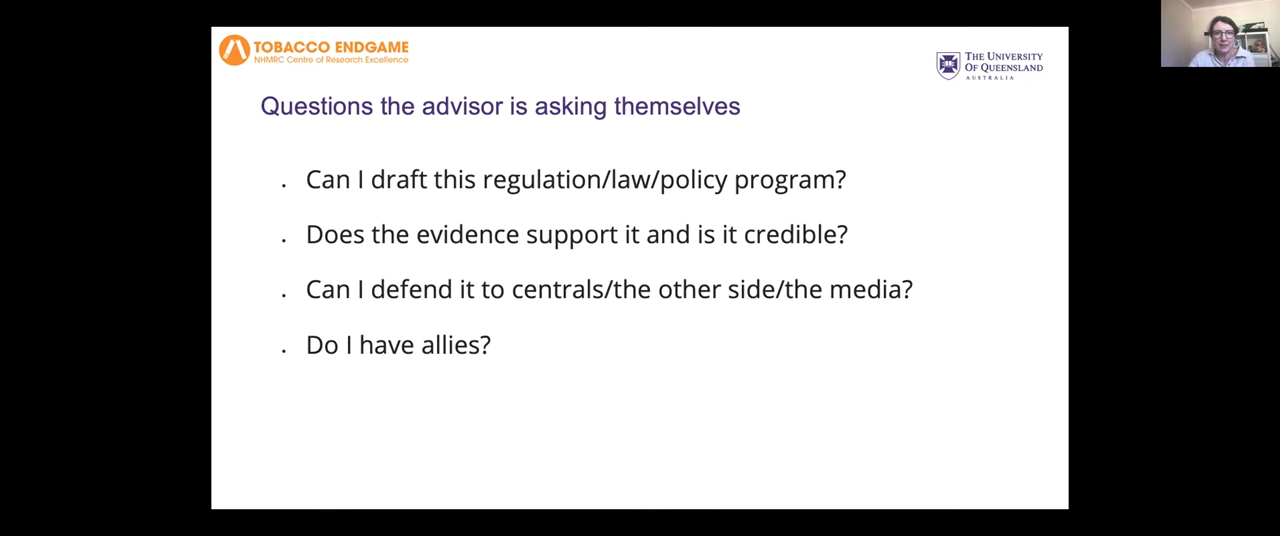 TOBACCO ENDGAME
NHMRC Centre of Research Excellence
THE UNIVERSITY
OF QUEENSLAND
AUSTRALIA
Questions the advisor is asking themselves
. Can I draft this regulation/law/policy program?
. Does the evidence support it and is it credible?
. Can I defend it to centrals/the other side/the media?
. Do I have allies?